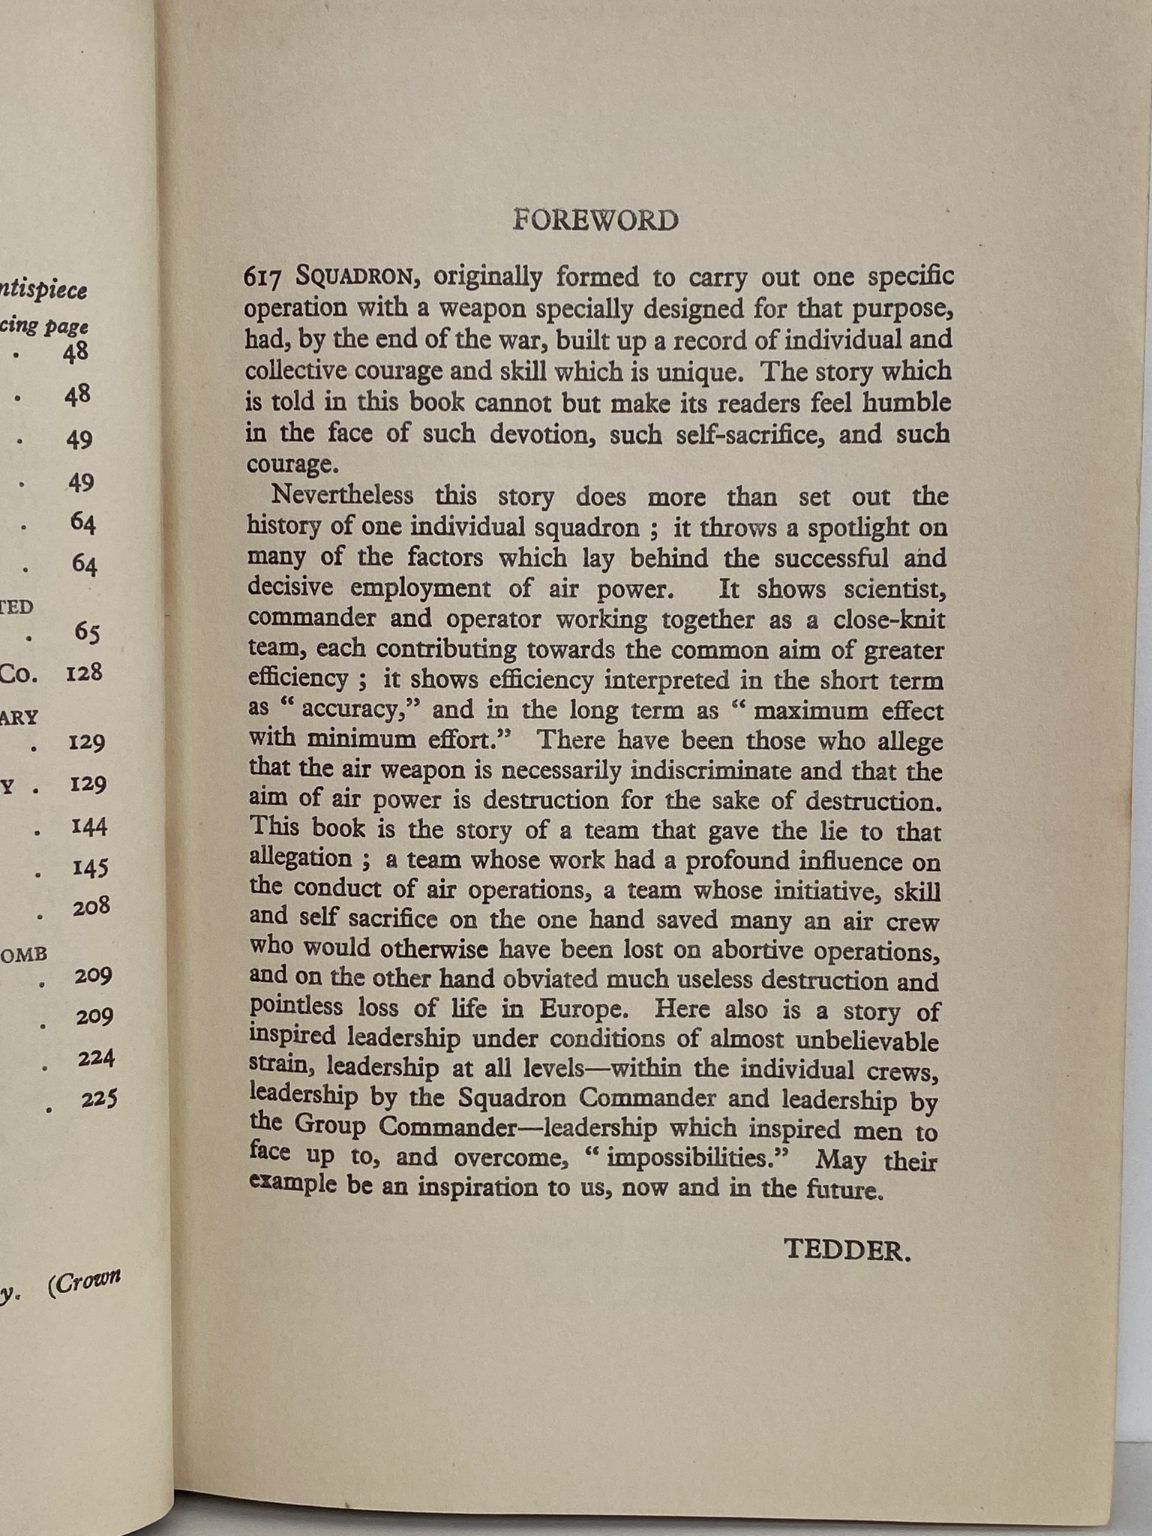 ntispiece
cing page
. 48
. 48
. 49
. 49
. 64
. 64
TED
. 65
Co. 128
ARY
. 129
Y . 129
. 144
. 145
. 208
OMB
. 209
. 209
. 224
. 225
y. (Crown
FOREWORD
617 SQUADRON, originally formed to carry out one specific
operation with a weapon specially designed for that purpose,
had, by the end of the war, built up a record of individual and
collective courage and skill which is unique. The story which
is told in this book cannot but make its readers feel humble
in the face of such devotion, such self-sacrifice, and such
courage.
Nevertheless this story does more than set out the
history of one individual squadron ; it throws a spotlight on
many of the factors which lay behind the successful and
decisive employment of air power. It shows scientist,
commander and operator working together as a close-knit
team, each contributing towards the common aim of greater
efficiency ; it shows efficiency interpreted in the short term
as “ accuracy,” and in the long term as “ maximum effect
with minimum effort.” There have been those who allege
that the air weapon is necessarily indiscriminate and that the
aim of air power is destruction for the sake of destruction.
This book is the story of a team that gave the lie to that
allegation ; a team whose work had a profound influence on
the conduct of air operations, a team whose initiative, skill
and self sacrifice on the one hand saved many an air crew
who would otherwise have been lost on abortive operations,
and on the other hand obviated much useless destruction and
pointless loss of life in Europe. Here also is a story of
inspired leadership under conditions of almost unbelievable
strain, leadership at all levels—within the individual crews,
leadership by the Squadron Commander and leadership by
the Group Commander—leadership which inspired men to
face up to, and overcome, “ impossibilities.” May their
example be an inspiration to us, now and in the future.
TEDDER.